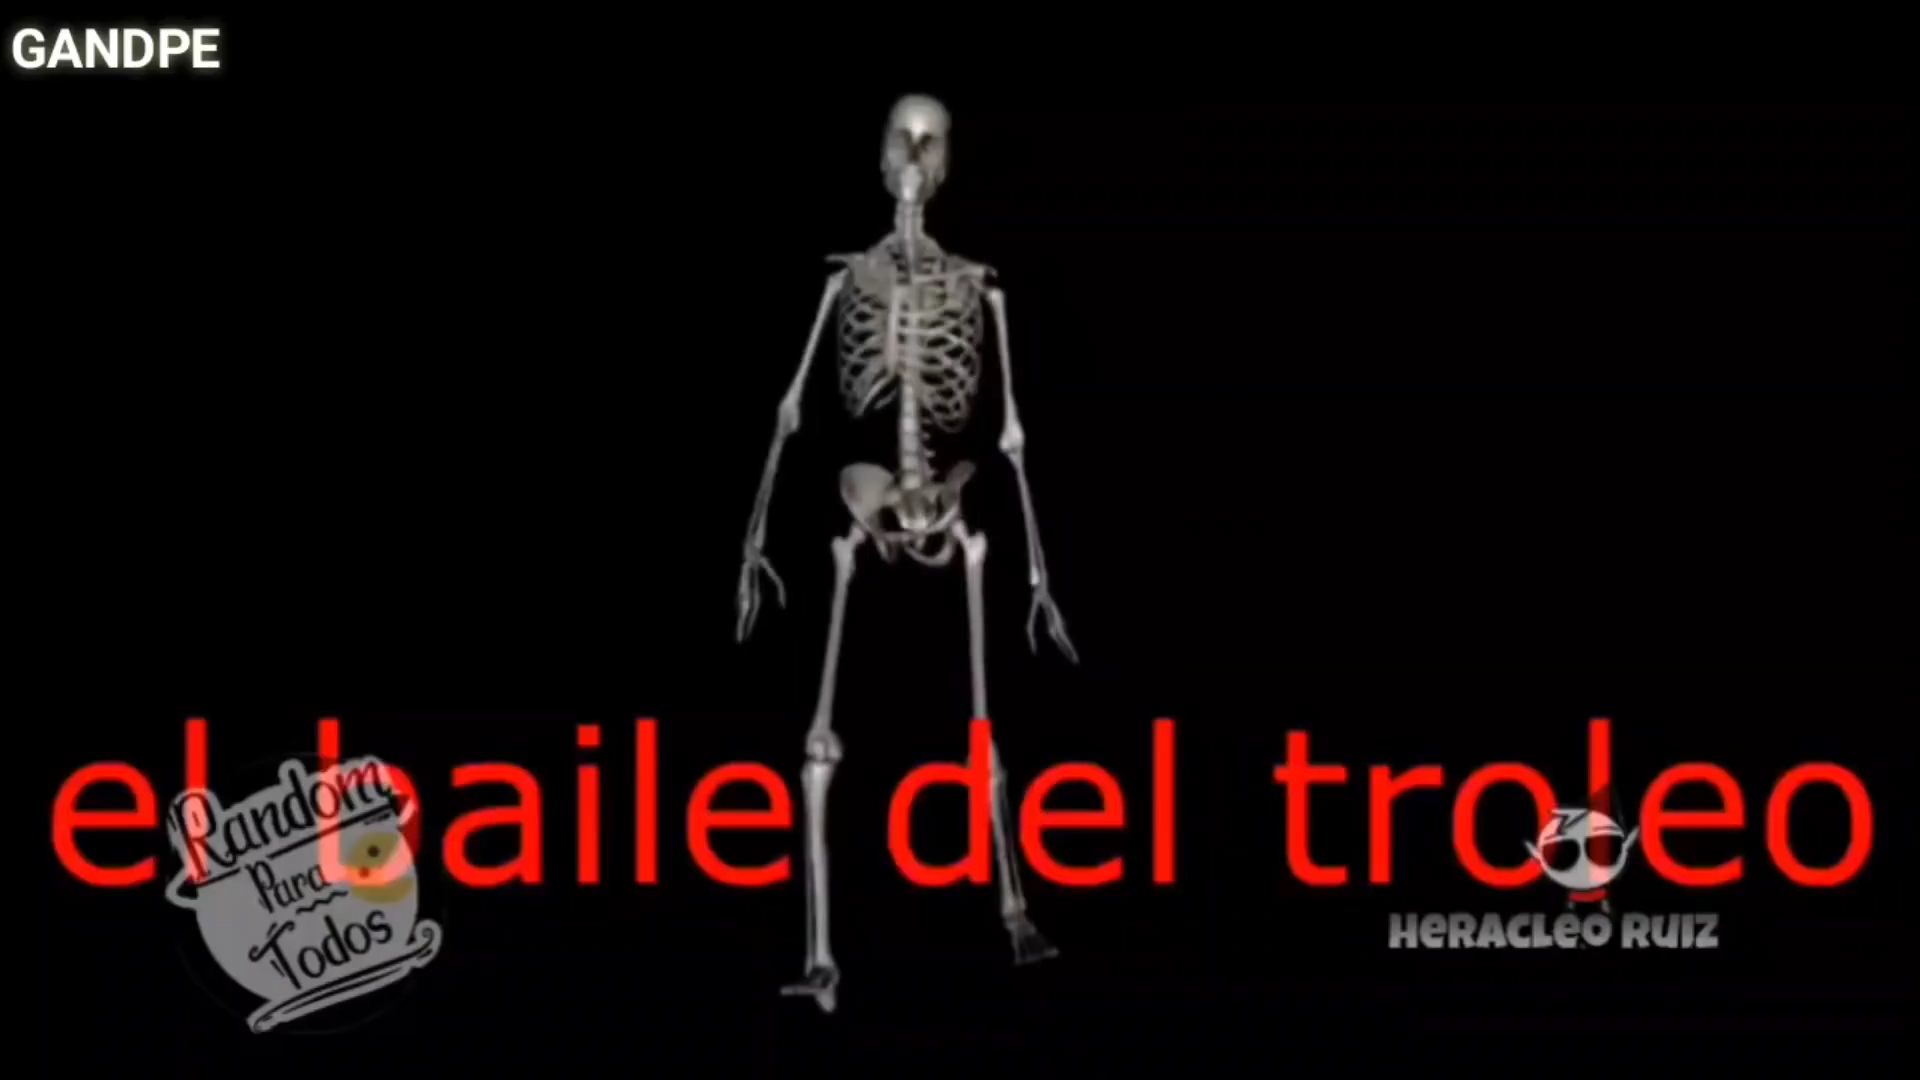 GANDPE
el baile del troleo
Random
Para
Todos
HERACLEO RUIZ